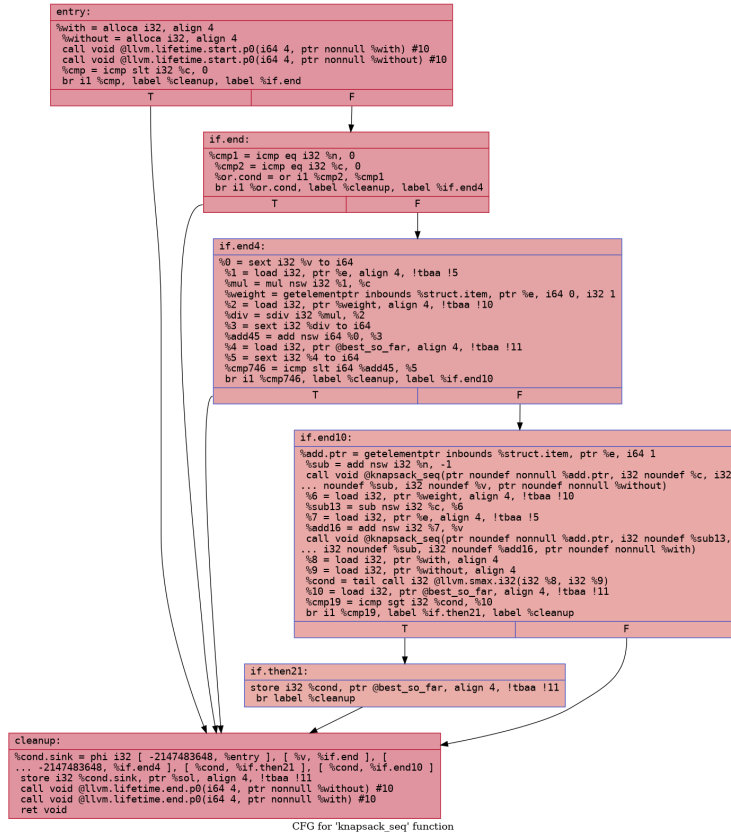 entry:
%with = alloca i32, align 4
%without = alloca i32, align 4
call void @llvm.lifetime.start.p0(i64 4, ptr nonnull %with) #10
call void @llvm.lifetime.start.p0(i64 4, ptr nonnull %without) #10
%cmp = icmp slt i32 %c, 0
br i1 %cmp, label %cleanup, label %if.end
T
F
if.end:
%cmp1 = icmp eq i32 %n, 0
%cmp2 = icmp eq i32 %c, 0
%or.cond = or i1 %cmp2, %cmp1
br i1 %or.cond, label %cleanup, label %if.end4
T
F
if.end4:
%0 = sext i32 %v to i64
%1 = load i32, ptr %e, align 4, !tbaa !5
%mul = mul nsw i32 %1, %c
%weight = getelementptr inbounds %struct.item, ptr %e, i64 0, i32 1
%2 = load i32, ptr %weight, align 4, !tbaa !10
%div = sdiv i32 %mul, %2
%3 = sext i32 %div to i64
%add45 = add nsw i64 %0, %3
%4 = load i32, ptr @best_so_far, align 4, !tbaa !11
%5 = sext i32 %4 to i64
%cmp746 = icmp slt i64 %add45, %5
br i1 %cmp746, label %cleanup, label %if.end10
T
F
if.end10:
%add.ptr = getelementptr inbounds %struct.item, ptr %e, i64 1
%sub = add nsw i32 %n, -1
call void @knapsack_seq(ptr noundef nonnull %add.ptr, i32 noundef %c, i32
... noundef %sub, i32 noundef %v, ptr noundef nonnull %without)
%6 = load i32, ptr %weight, align 4, !tbaa !10
%sub13 = sub nsw i32 %c, %6
%7 = load i32, ptr %e, align 4, !tbaa !5
%add16 = add nsw i32 %7, %v
call void @knapsack_seq(ptr noundef nonnull %add.ptr, i32 noundef %sub13,
... i32 noundef %sub, i32 noundef %add16, ptr noundef nonnull %with)
%8 = load i32, ptr %with, align 4
%9 = load i32, ptr %without, align 4
%cond = tail call i32 @llvm.smax.i32(i32 %8, i32 %9)
%10 = load i32, ptr @best_so_far, align 4, !tbaa !11
%cmp19 = icmp sgt i32 %cond, %10
br i1 %cmp19, label %if.then21, label %cleanup
T
F
if.then21:
store i32 %cond, ptr @best_so_far, align 4, !tbaa !11
br label %cleanup
cleanup:
%cond.sink = phi i32 [ -2147483648, %entry ], [ %v, %if.end ], [
... -2147483648, %if.end4 ], [ %cond, %if.then21 ], [ %cond, %if.end10 ]
store i32 %cond.sink, ptr %sol, align 4, !tbaa !11
call void @llvm.lifetime.end.p0(i64 4, ptr nonnull %without) #10
call void @llvm.lifetime.end.p0(i64 4, ptr nonnull %with) #10
ret void
CFG for 'knapsack_seq' function